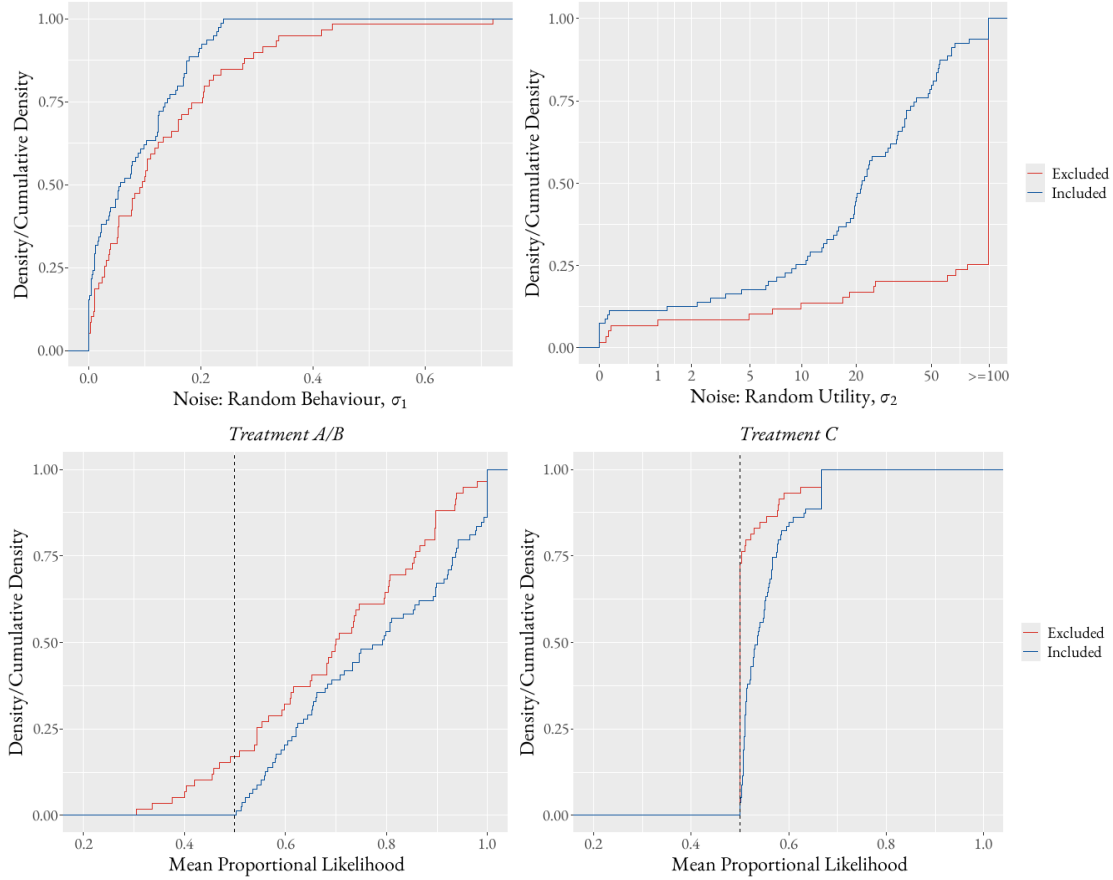 1.00
0.75
0.50
0.25
0.00
Density/Cumulative Density
0.0 0.2 0.4 0.6
Noise: Random Behaviour, σ₁
1.00
0.75
0.50
0.25
0.00
Density/Cumulative Density
0 1 2 5 10 20 50 >=100
Noise: Random Utility, σ₂
Excluded
Included
Treatment A/B
1.00
0.75
0.50
0.25
0.00
Density/Cumulative Density
0.2 0.4 0.6 0.8 1.0
Mean Proportional Likelihood
Treatment C
1.00
0.75
0.50
0.25
0.00
Density/Cumulative Density
0.2 0.4 0.6 0.8 1.0
Mean Proportional Likelihood
Excluded
Included